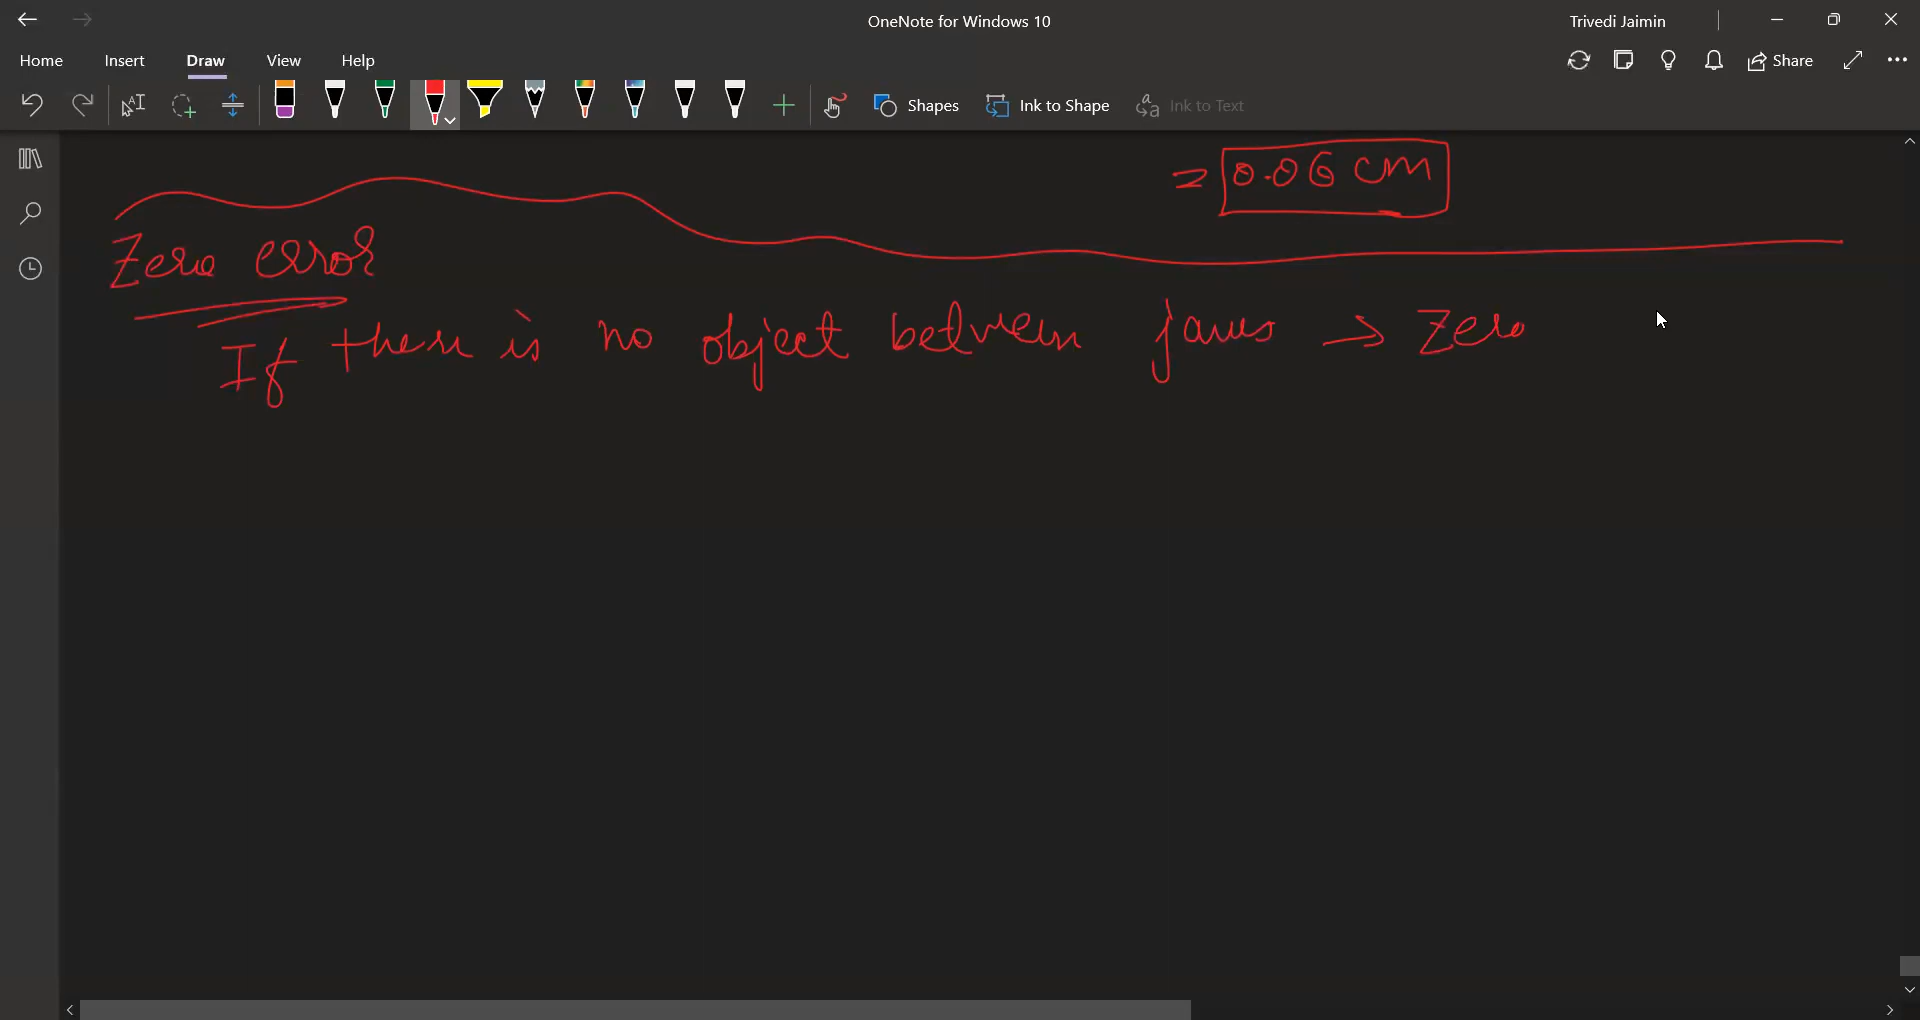 OneNote for Windows 10
Trivedi Jaimin
Home Insert Draw View Help
Share
Shapes Ink to Shape Ink to Text
= 0.06 cm
Zero error
If there is no object between jaws → Zero